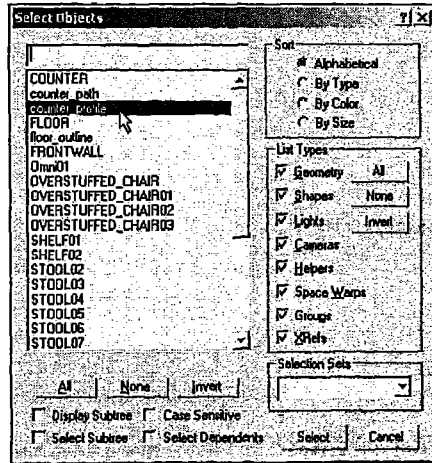 Select Objects
COUNTER
counter_path
counter_profile
FLOOR
floor_outline
FRONTWALL
Omni01
OVERSTUFFED_CHAIR
OVERSTUFFED_CHAIR01
OVERSTUFFED_CHAIR02
OVERSTUFFED_CHAIR03
SHELF01
SHELF02
STOOL02
STOOL03
STOOL04
STOOL05
STOOL06
STOOL07
All None Invert
Display Subtree Case Sensitive
Select Subtree Select Dependents
Sort
Alphabetical
By Type
By Color
By Size
List Types
Geometry All
Shapes None
Lights Invert
Cameras
Helpers
Space Warps
Groups
XRefs
Selection Sets
Select Cancel